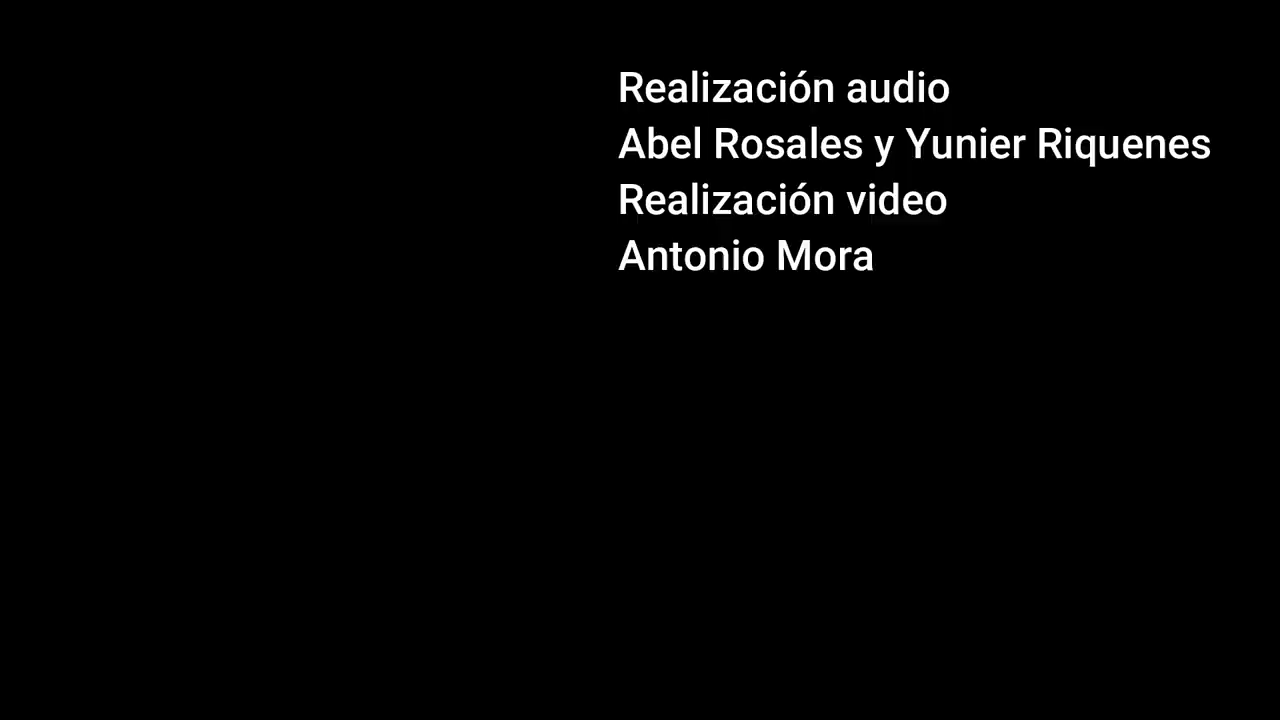 Realización audio
Abel Rosales y Yunier Riquenes
Realización video
Antonio Mora